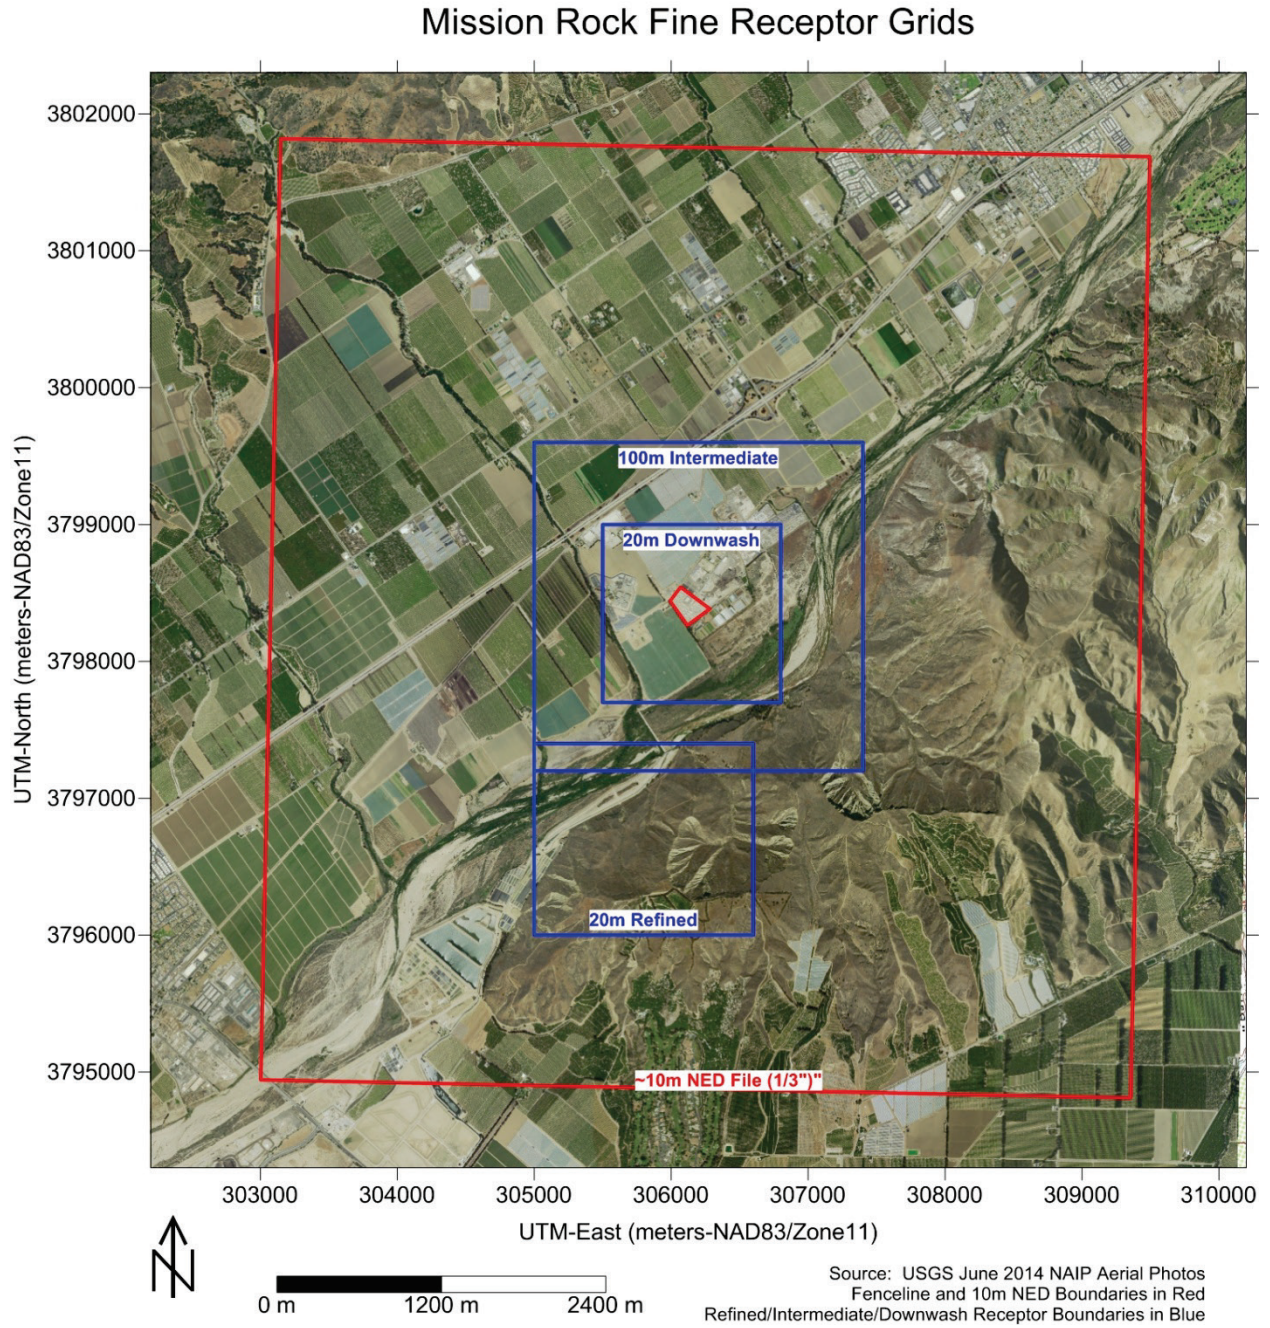 Mission Rock Fine Receptor Grids
3802000
3801000
3800000
3799000
3798000
3797000
3796000
3795000
UTM-North (meters-NAD83/Zone11)
100m Intermediate
20m Downwash
20m Refined
~10m NED File (1/3")"
303000 304000 305000 306000 307000 308000 309000 310000
UTM-East (meters-NAD83/Zone11)
N
0 m 1200 m 2400 m
Source: USGS June 2014 NAIP Aerial Photos
Fenceline and 10m NED Boundaries in Red
Refined/Intermediate/Downwash Receptor Boundaries in Blue